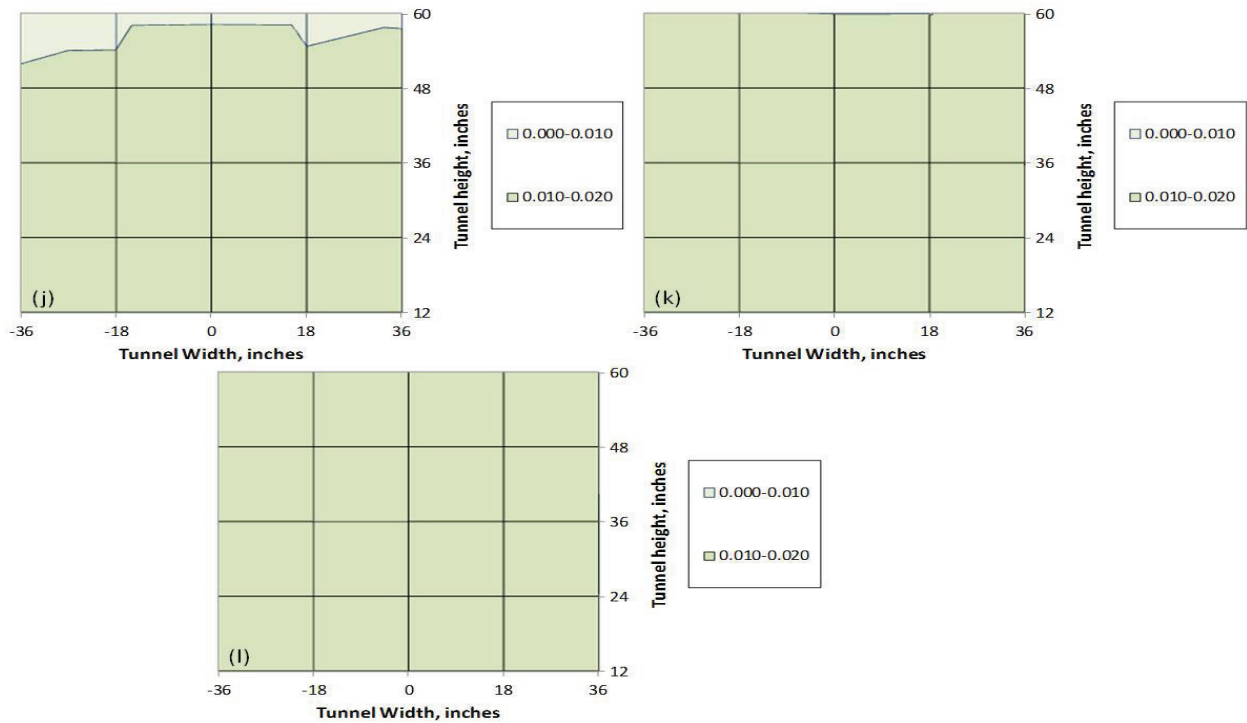 60
48
36
24
12
Tunnel height, inches
0.000-0.010
0.010-0.020
(j)
-36 -18 0 18 36
Tunnel Width, inches
60
48
36
24
12
Tunnel height, inches
0.000-0.010
0.010-0.020
(k)
-36 -18 0 18 36
Tunnel Width, inches
60
48
36
24
12
Tunnel height, inches
0.000-0.010
0.010-0.020
(l)
-36 -18 0 18 36
Tunnel Width, inches